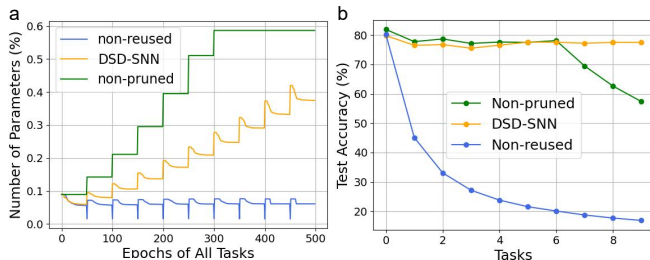 a
Number of Parameters (%)
0.6
0.5
0.4
0.3
0.2
0.1
0.0
non-reused
DSD-SNN
non-pruned
0 100 200 300 400 500
Epochs of All Tasks
b
Test Accuracy (%)
80
70
60
50
40
30
20
Non-pruned
DSD-SNN
Non-reused
0 2 4 6 8
Tasks